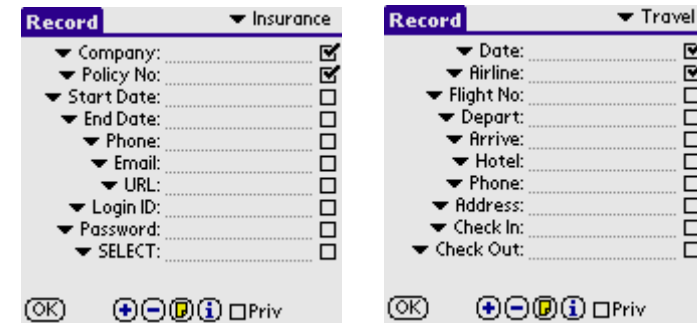 Record Insurance
Company:
Policy No:
Start Date:
End Date:
Phone:
Email:
URL:
Login ID:
Password:
SELECT:
OK Priv
Record Travel
Date:
Airline:
Flight No:
Depart:
Arrive:
Hotel:
Phone:
Address:
Check In:
Check Out:
OK Priv